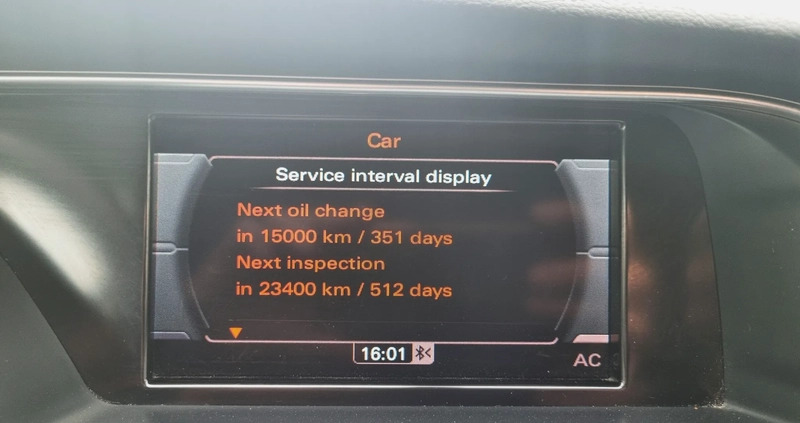 Car
Service interval display
Next oil change
in 15000 km / 351 days
Next inspection
in 23400 km / 512 days
16:01
AC